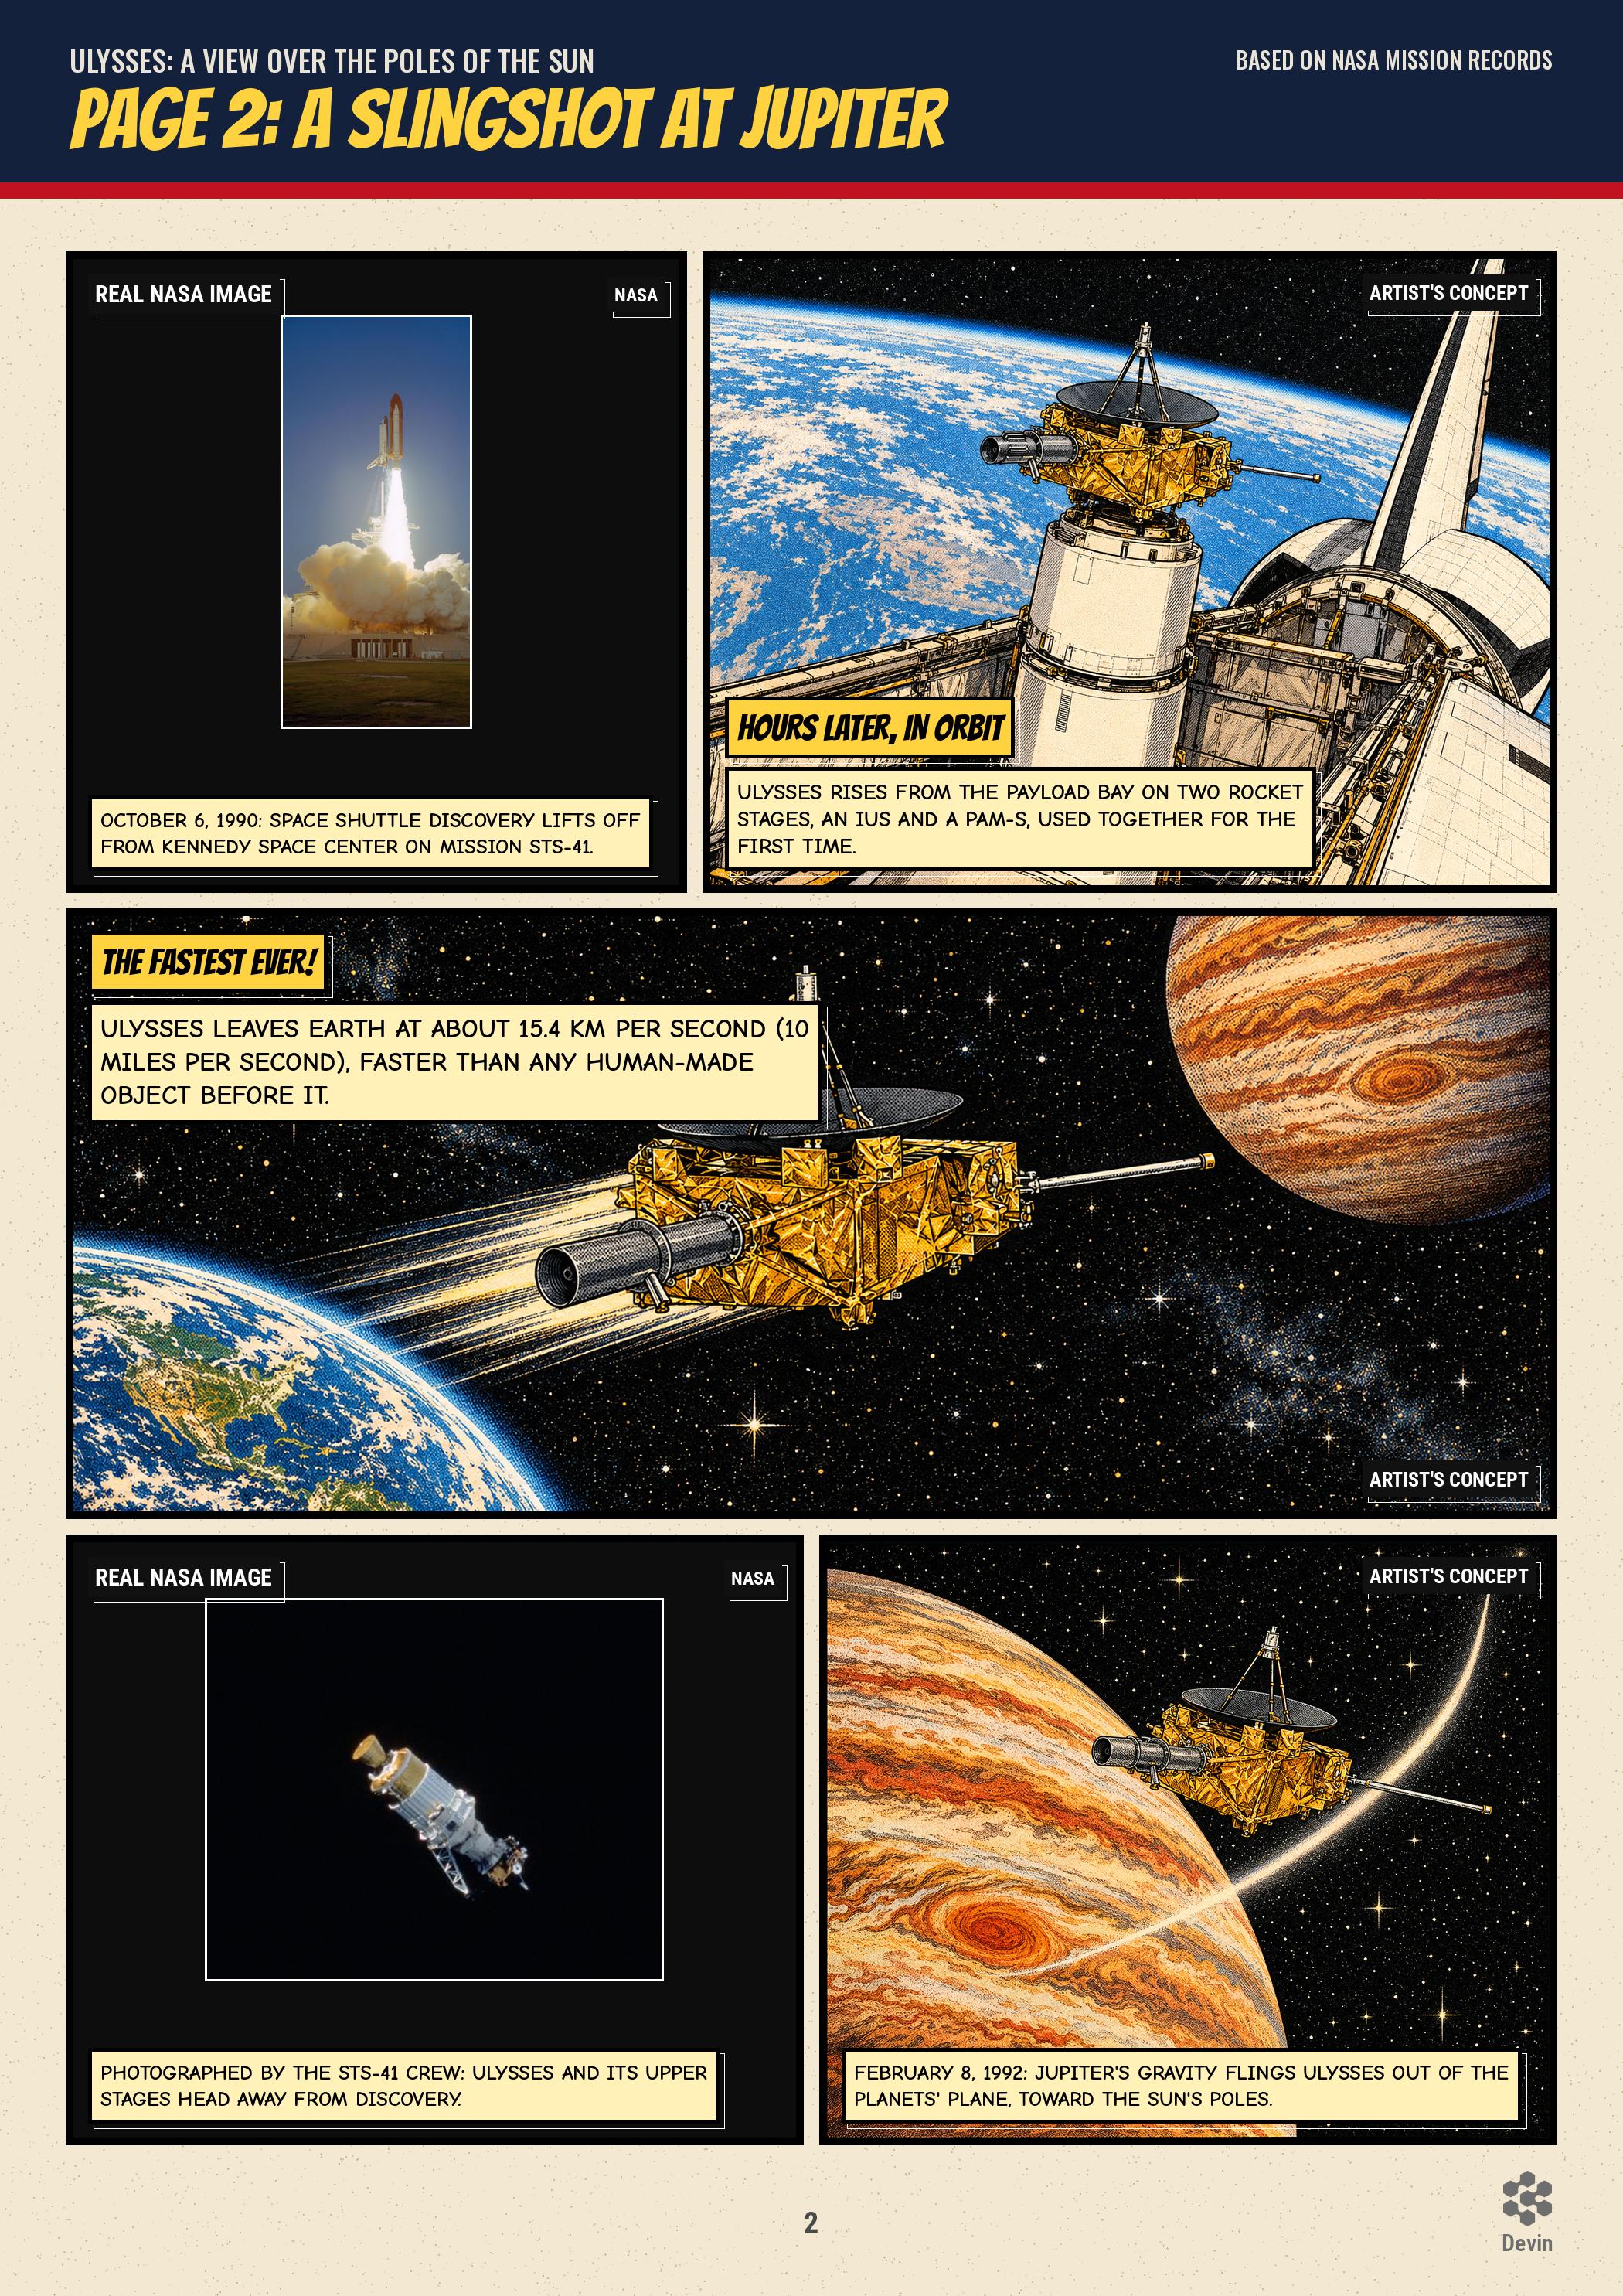 ULYSSES: A VIEW OVER THE POLES OF THE SUN
BASED ON NASA MISSION RECORDS
PAGE 2: A SLINGSHOT AT JUPITER
REAL NASA IMAGE
NASA
OCTOBER 6, 1990: SPACE SHUTTLE DISCOVERY LIFTS OFF
FROM KENNEDY SPACE CENTER ON MISSION STS-41.
ARTIST'S CONCEPT
HOURS LATER, IN ORBIT
ULYSSES RISES FROM THE PAYLOAD BAY ON TWO ROCKET
STAGES, AN IUS AND A PAM-S, USED TOGETHER FOR THE
FIRST TIME.
THE FASTEST EVER!
ULYSSES LEAVES EARTH AT ABOUT 15.4 KM PER SECOND (10
MILES PER SECOND), FASTER THAN ANY HUMAN-MADE
OBJECT BEFORE IT.
ARTIST'S CONCEPT
REAL NASA IMAGE
NASA
PHOTOGRAPHED BY THE STS-41 CREW: ULYSSES AND ITS UPPER
STAGES HEAD AWAY FROM DISCOVERY.
ARTIST'S CONCEPT
FEBRUARY 8, 1992: JUPITER'S GRAVITY FLINGS ULYSSES OUT OF THE
PLANETS' PLANE, TOWARD THE SUN'S POLES.
2
Devin